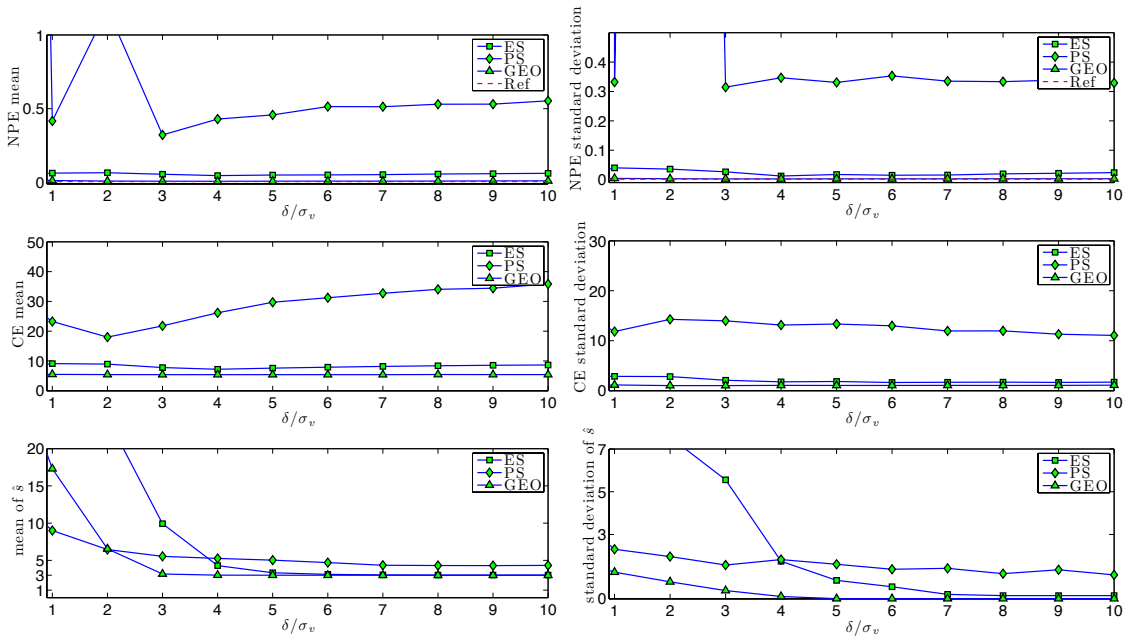 NPE mean
1
0.5
0
1 2 3 4 5 6 7 8 9 10
δ/σᵥ
ES
PS
GEO
Ref
NPE standard deviation
0.4
0.3
0.2
0.1
0
1 2 3 4 5 6 7 8 9 10
δ/σᵥ
ES
PS
GEO
Ref
CE mean
50
40
30
20
10
0
1 2 3 4 5 6 7 8 9 10
δ/σᵥ
ES
PS
GEO
CE standard deviation
30
20
10
0
1 2 3 4 5 6 7 8 9 10
δ/σᵥ
ES
PS
GEO
mean of ŝ
20
15
10
5
3
1
1 2 3 4 5 6 7 8 9 10
δ/σᵥ
ES
PS
GEO
standard deviation of ŝ
7
5
3
0
1 2 3 4 5 6 7 8 9 10
δ/σᵥ
ES
PS
GEO